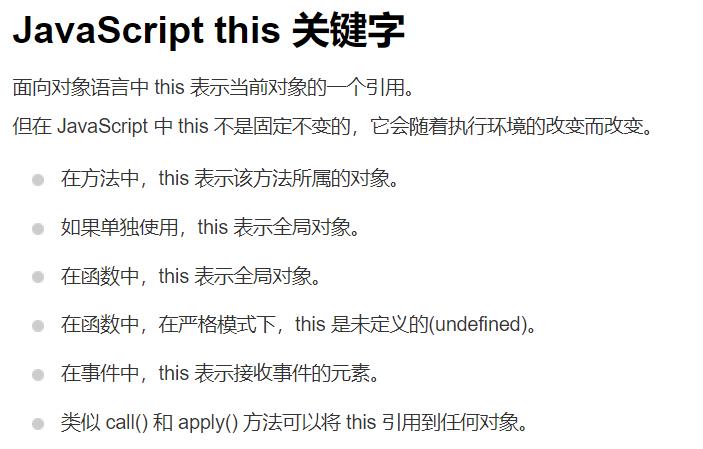 JavaScript this 关键字
面向对象语言中 this 表示当前对象的一个引用。
但在 JavaScript 中 this 不是固定不变的，它会随着执行环境的改变而改变。
在方法中，this 表示该方法所属的对象。
如果单独使用，this 表示全局对象。
在函数中，this 表示全局对象。
在函数中，在严格模式下，this 是未定义的(undefined)。
在事件中，this 表示接收事件的元素。
类似 call() 和 apply() 方法可以将 this 引用到任何对象。